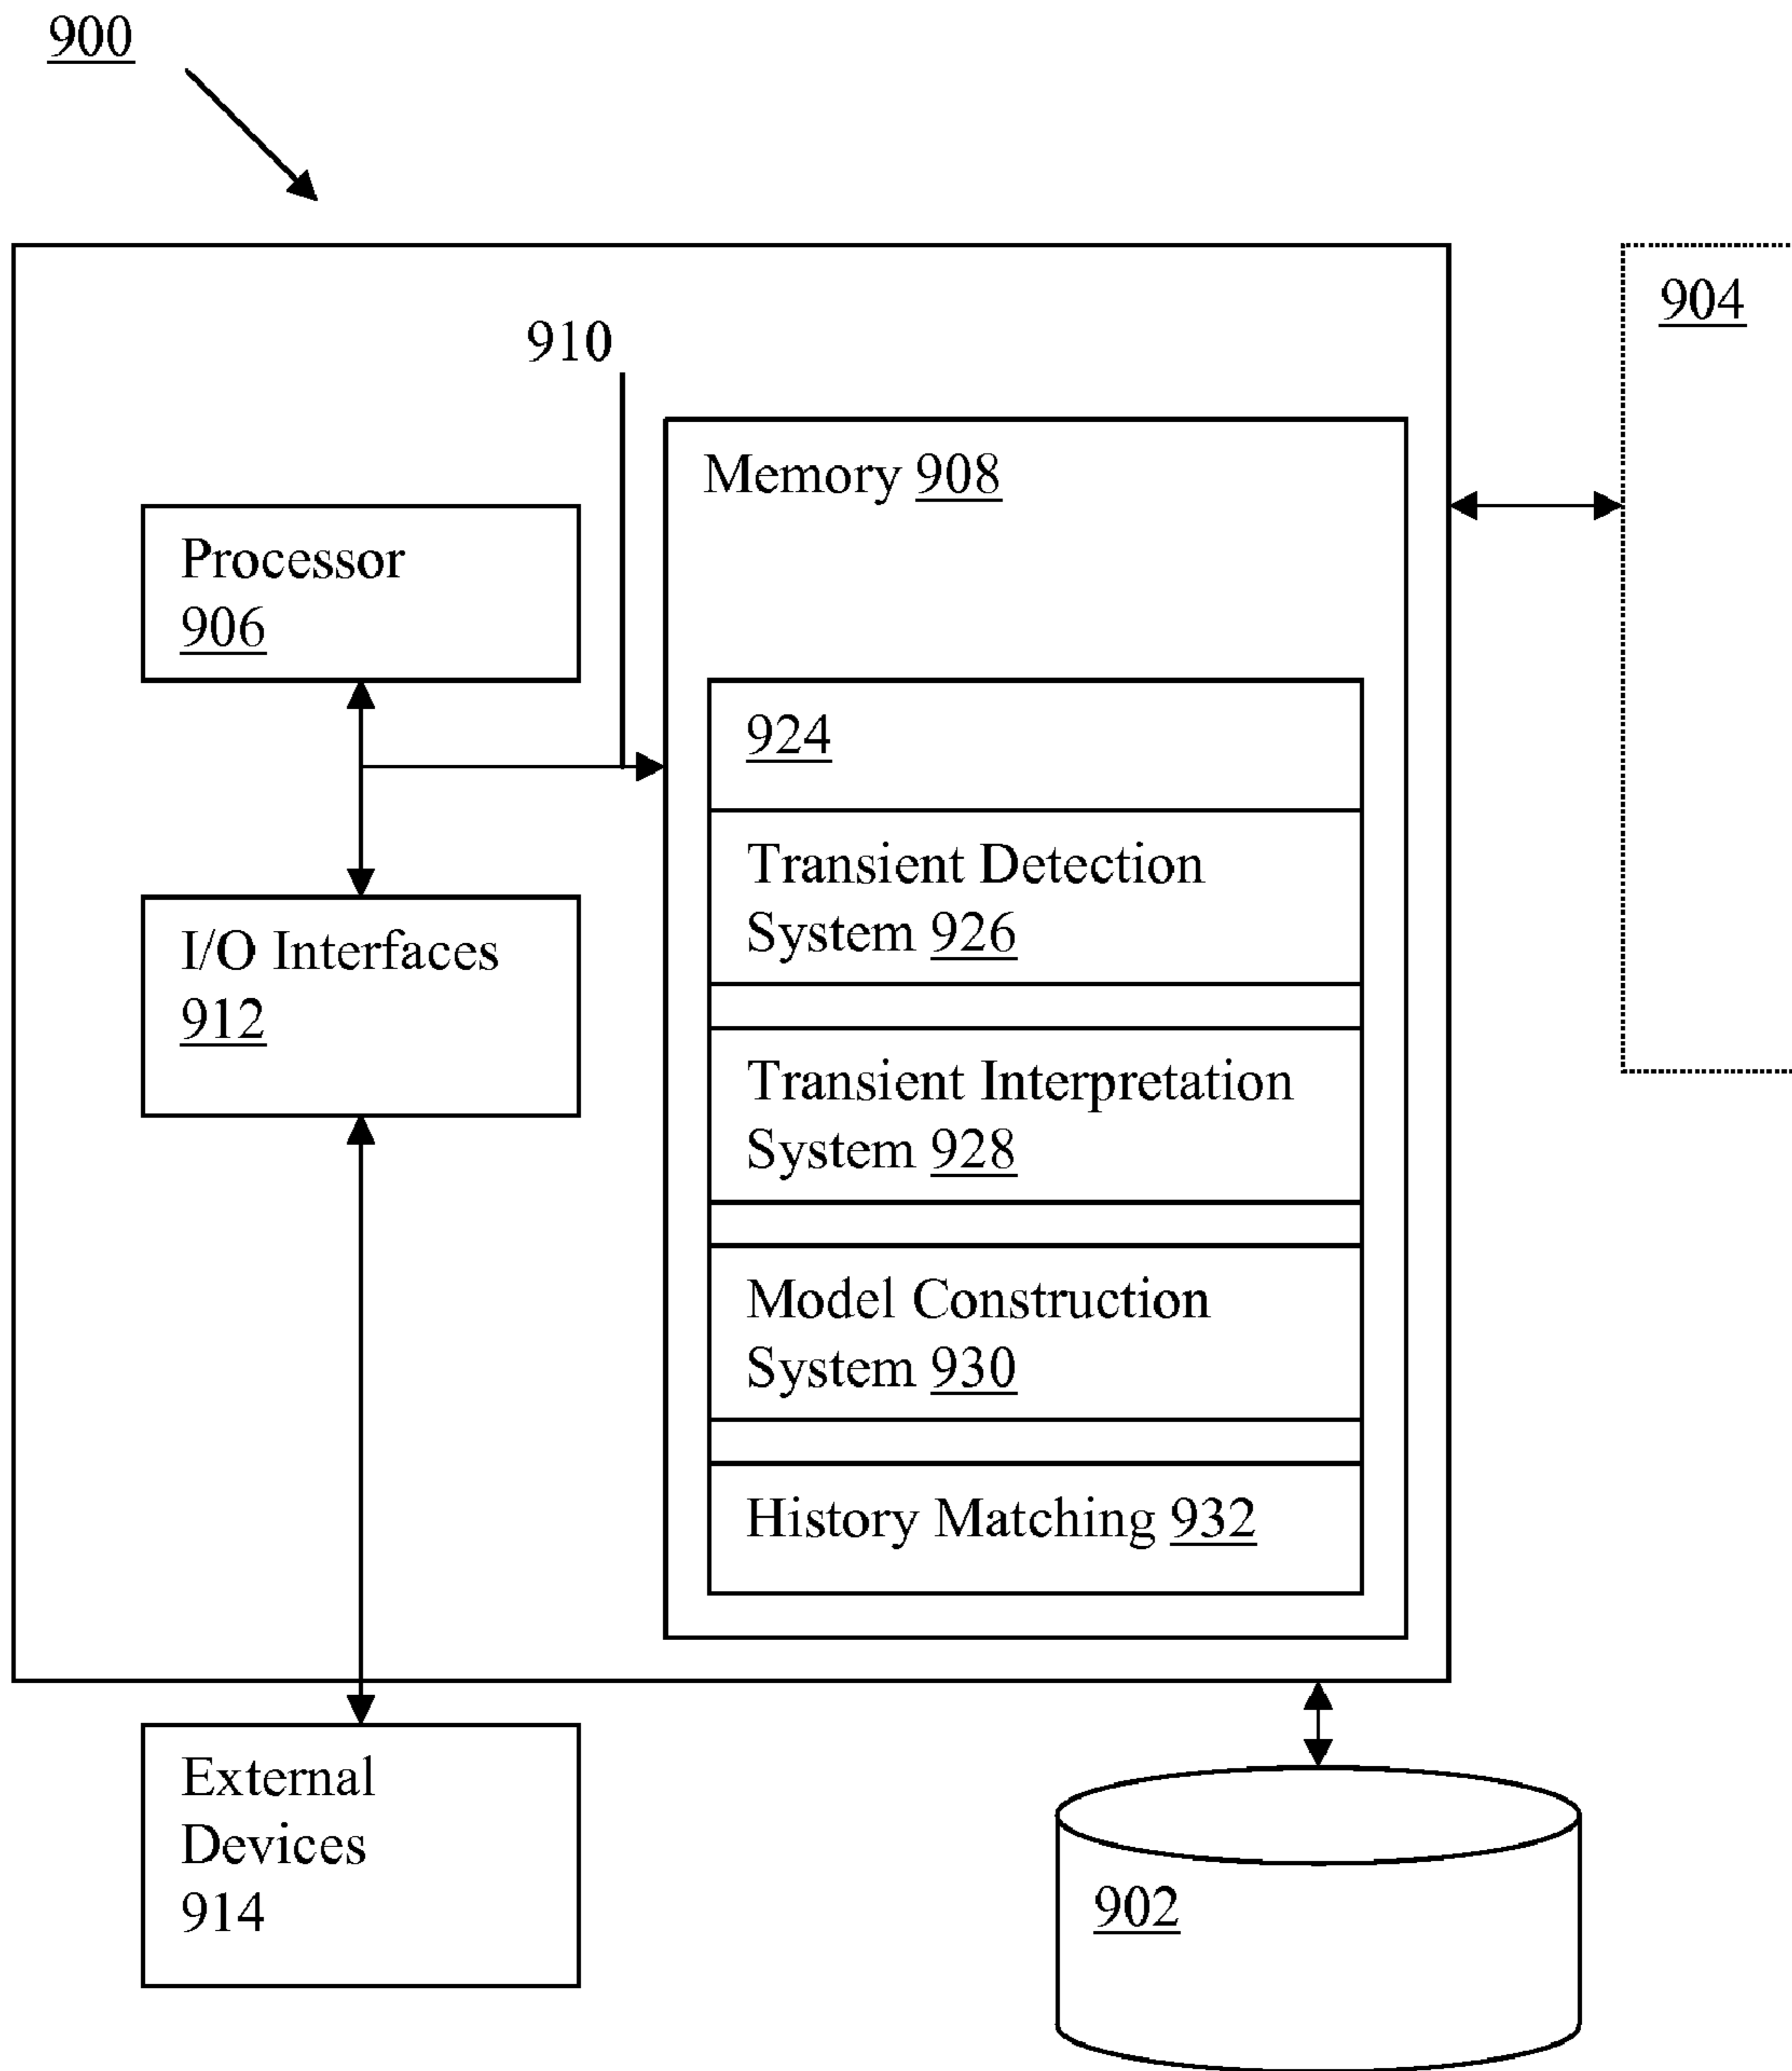 900
904
910
Memory 908
Processor
906
924
Transient Detection
System 926
I/O Interfaces
912
Transient Interpretation
System 928
Model Construction
System 930
History Matching 932
External
Devices
914
902